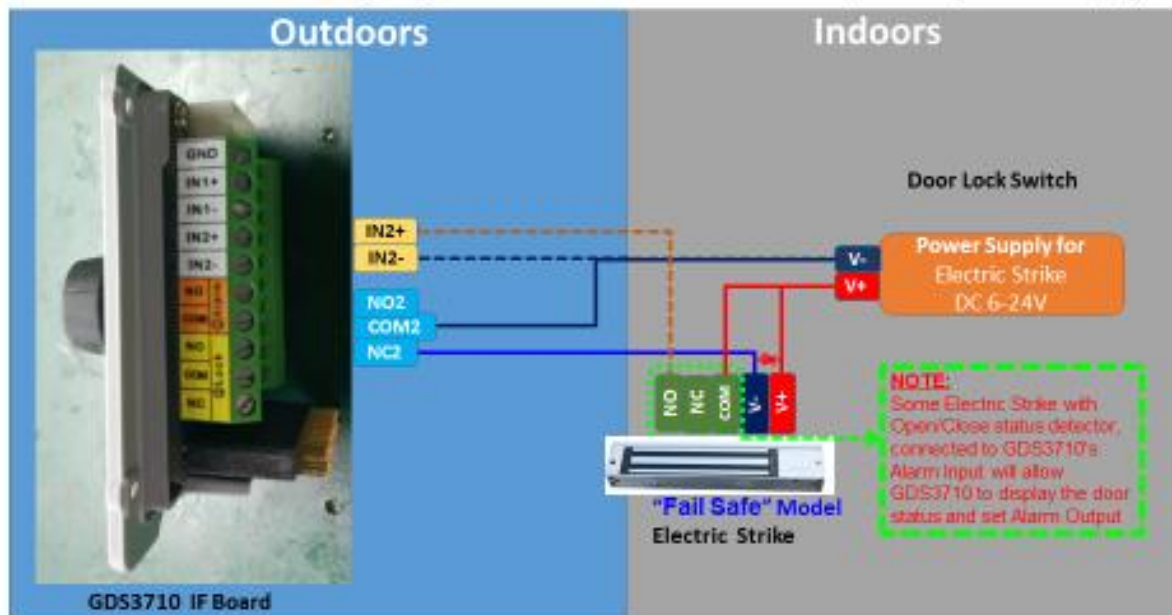 Outdoors
Indoors
GND
IN1+
IN1-
IN2+
IN2-
NO
COM
NO
COM
NC
IN2+
IN2-
NO2
COM2
NC2
Door Lock Switch
V-
V+
Power Supply for
Electric Strike
DC 6-24V
NO
NC
COM
V-
V+
NOTE:
Some Electric Strike with
Open/Close status detector,
connected to GDS3710's
Alarm Input will allow
GDS3710 to display the door
status and set Alarm Output
"Fail Safe" Model
Electric Strike
GDS3710 IF Board